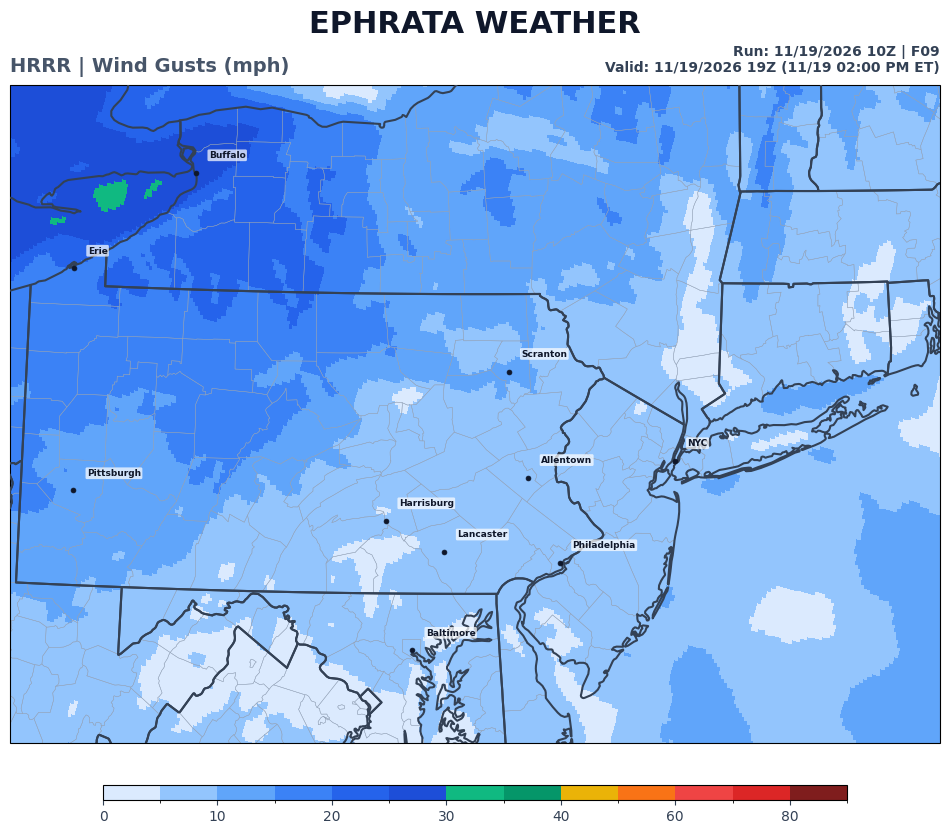 EPHRATA WEATHER
Run: 11/19/2026 10Z | F09
HRRR | Wind Gusts (mph)
Valid: 11/19/2026 19Z (11/19 02:00 PM ET)
Buffalo
Erie
Scranton
NYC
Allentown
Pittsburgh
Harrisburg
Lancaster
Philadelphia
Baltimore
0 10 20 30 40 50 60 70 80